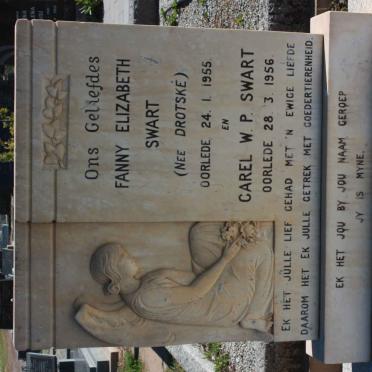 Ons Geliefdes
FANNY ELIZABETH
SWART
(NEE DROTSKE)
OORLEDE 24. 1. 1955.
EN
CAREL W. P. SWART
OORLEDE 28. 3. 1956
EK HET JULLE LIEF GEHAD MET 'N EWIGE LIEFDE
DAAROM HET EK JULLE GETREK MET GOEDERTIERENHEID.
EK HET JOU BY JOU NAAM GEROEP
JY IS MYNE.